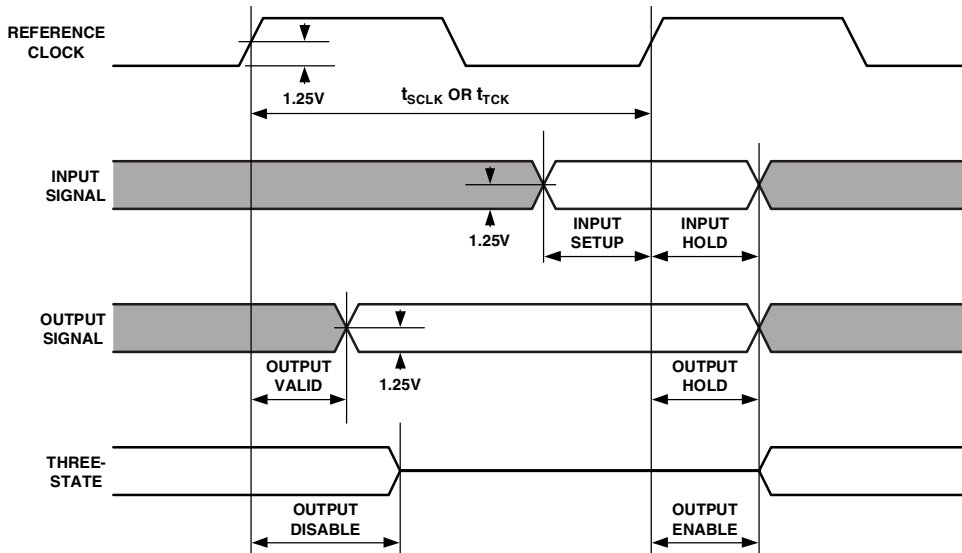 REFERENCE
CLOCK
1.25V
tSCLK OR tTCK
INPUT
SIGNAL
1.25V
INPUT
SETUP
INPUT
HOLD
OUTPUT
SIGNAL
OUTPUT
VALID
1.25V
OUTPUT
HOLD
THREE-
STATE
OUTPUT
DISABLE
OUTPUT
ENABLE